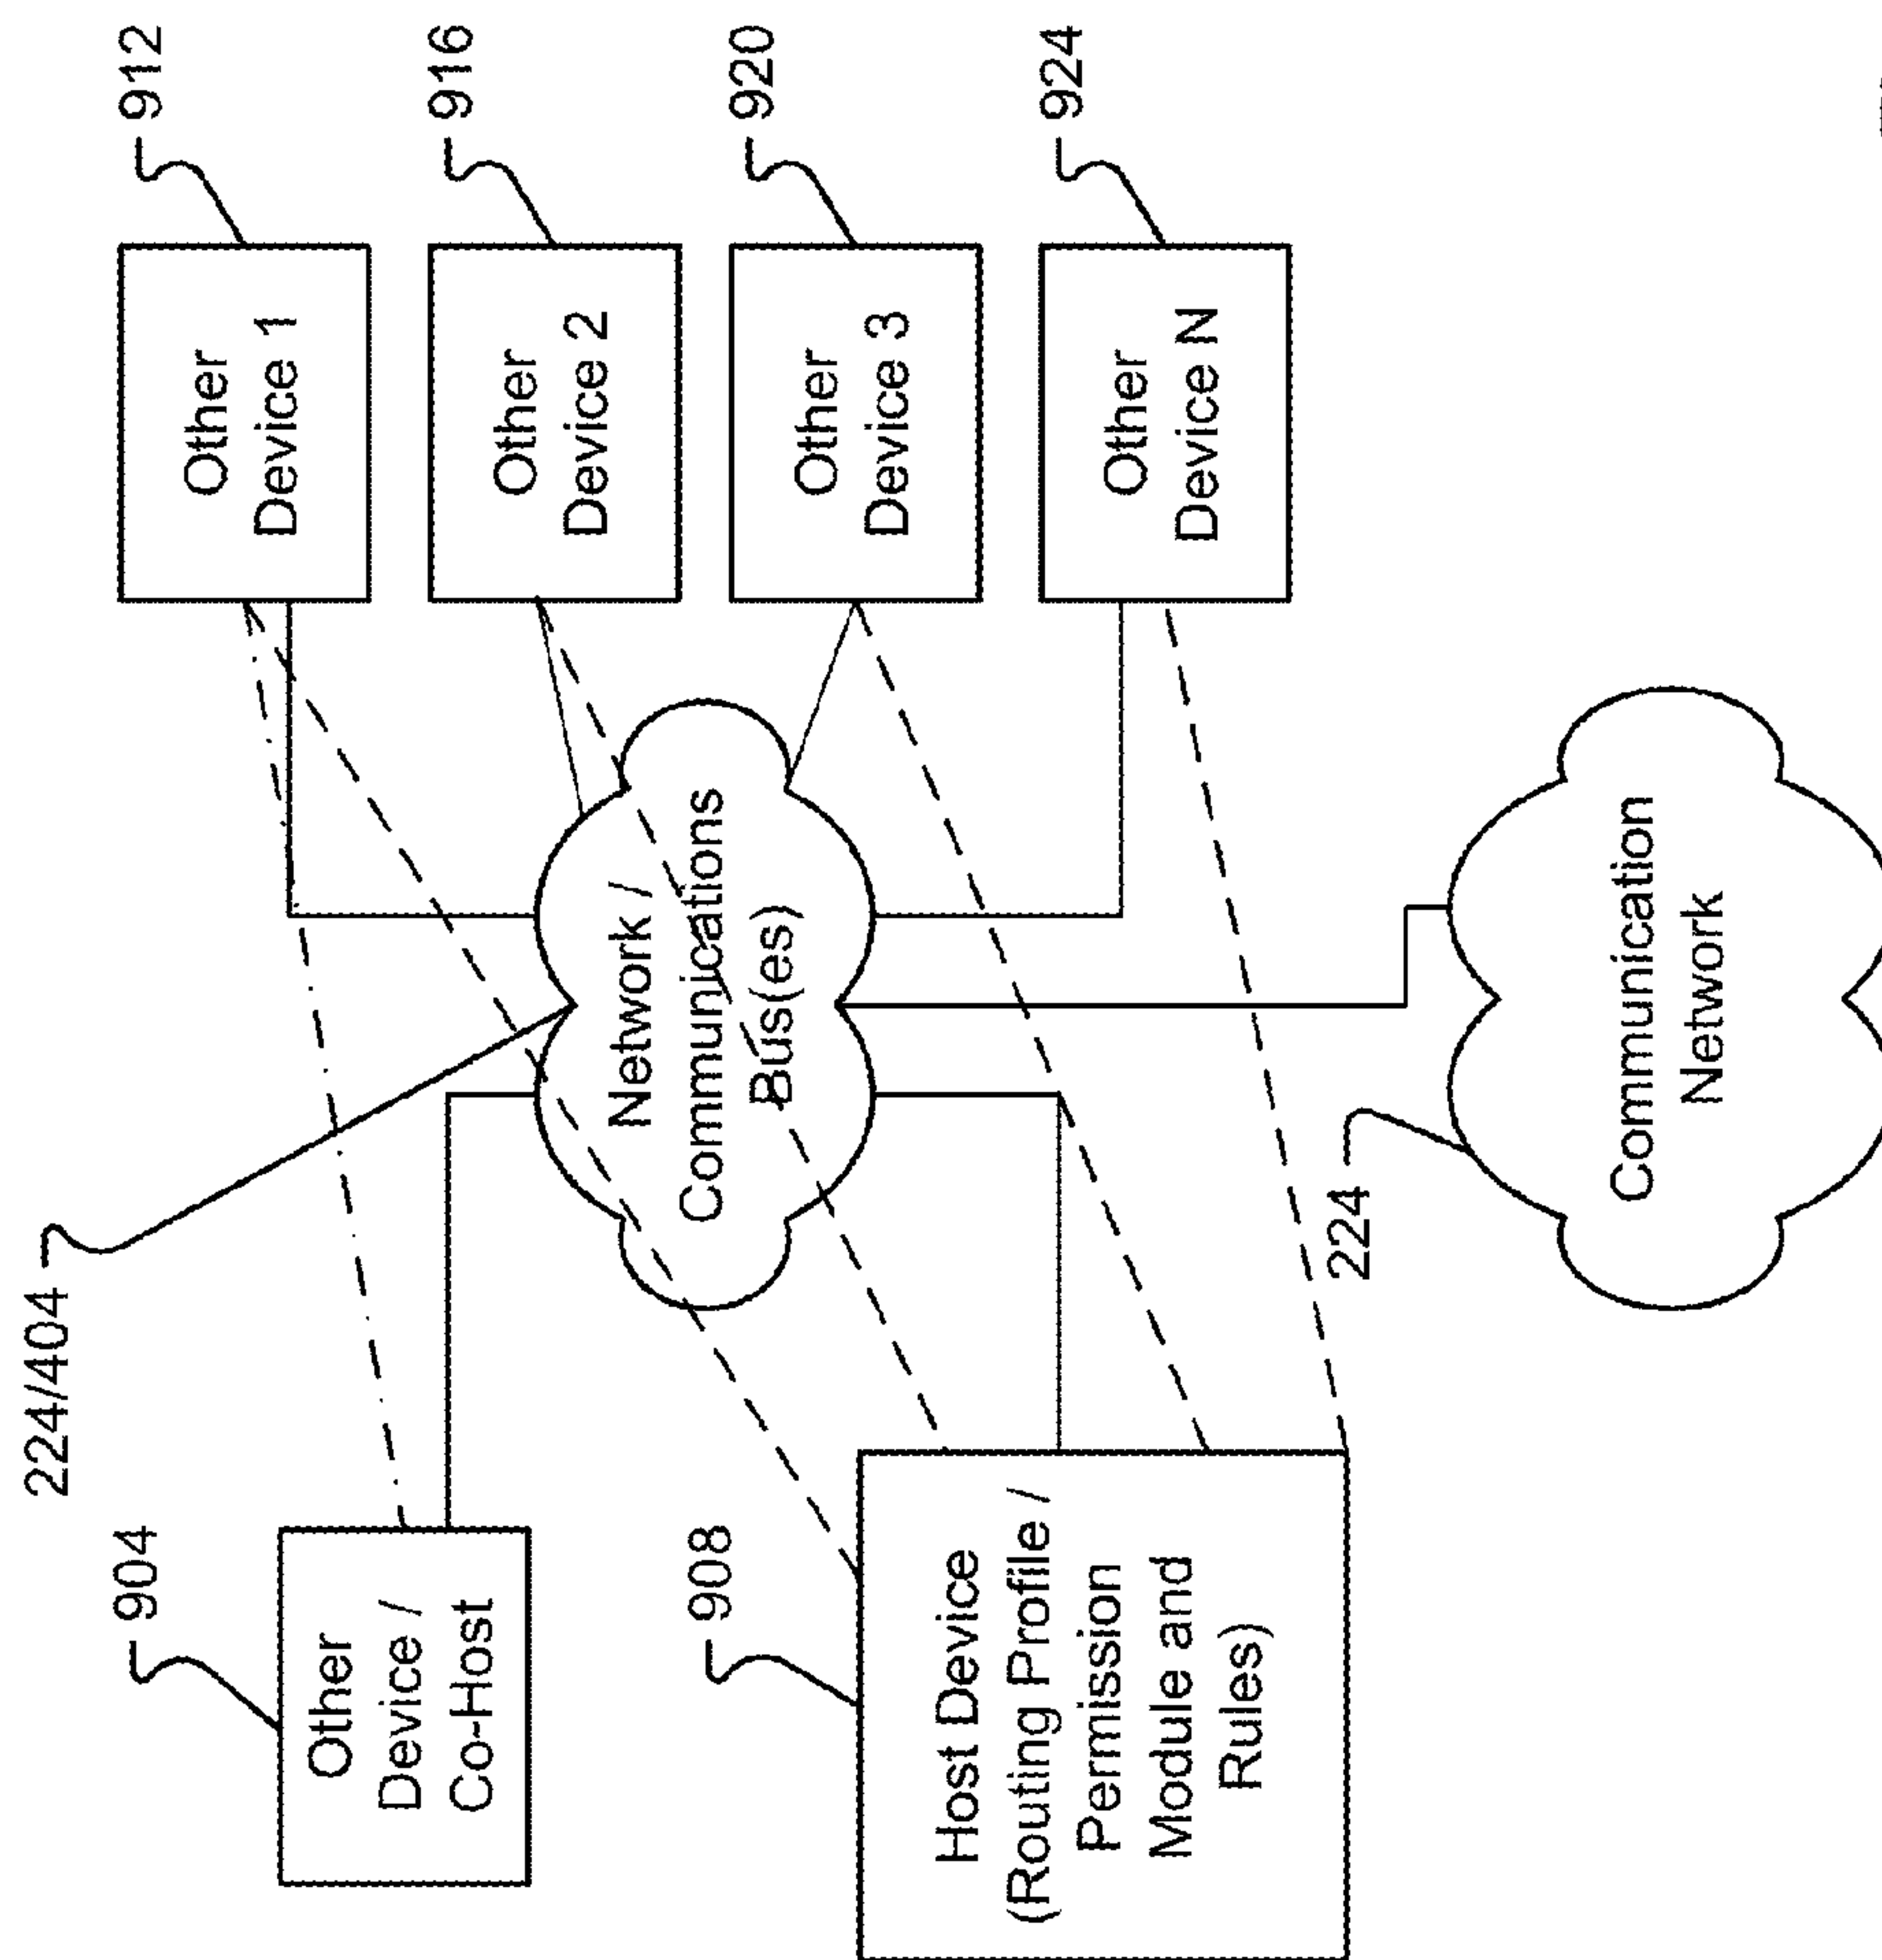 224/404
904
Other
Device /
Co-Host
908
Host Device
(Routing Profile /
Permission
Module and
Rules)
Network /
Communications
Bus(es)
Other
Device 1
912
Other
Device 2
916
Other
Device 3
920
Other
Device N
924
224
Communication
Network